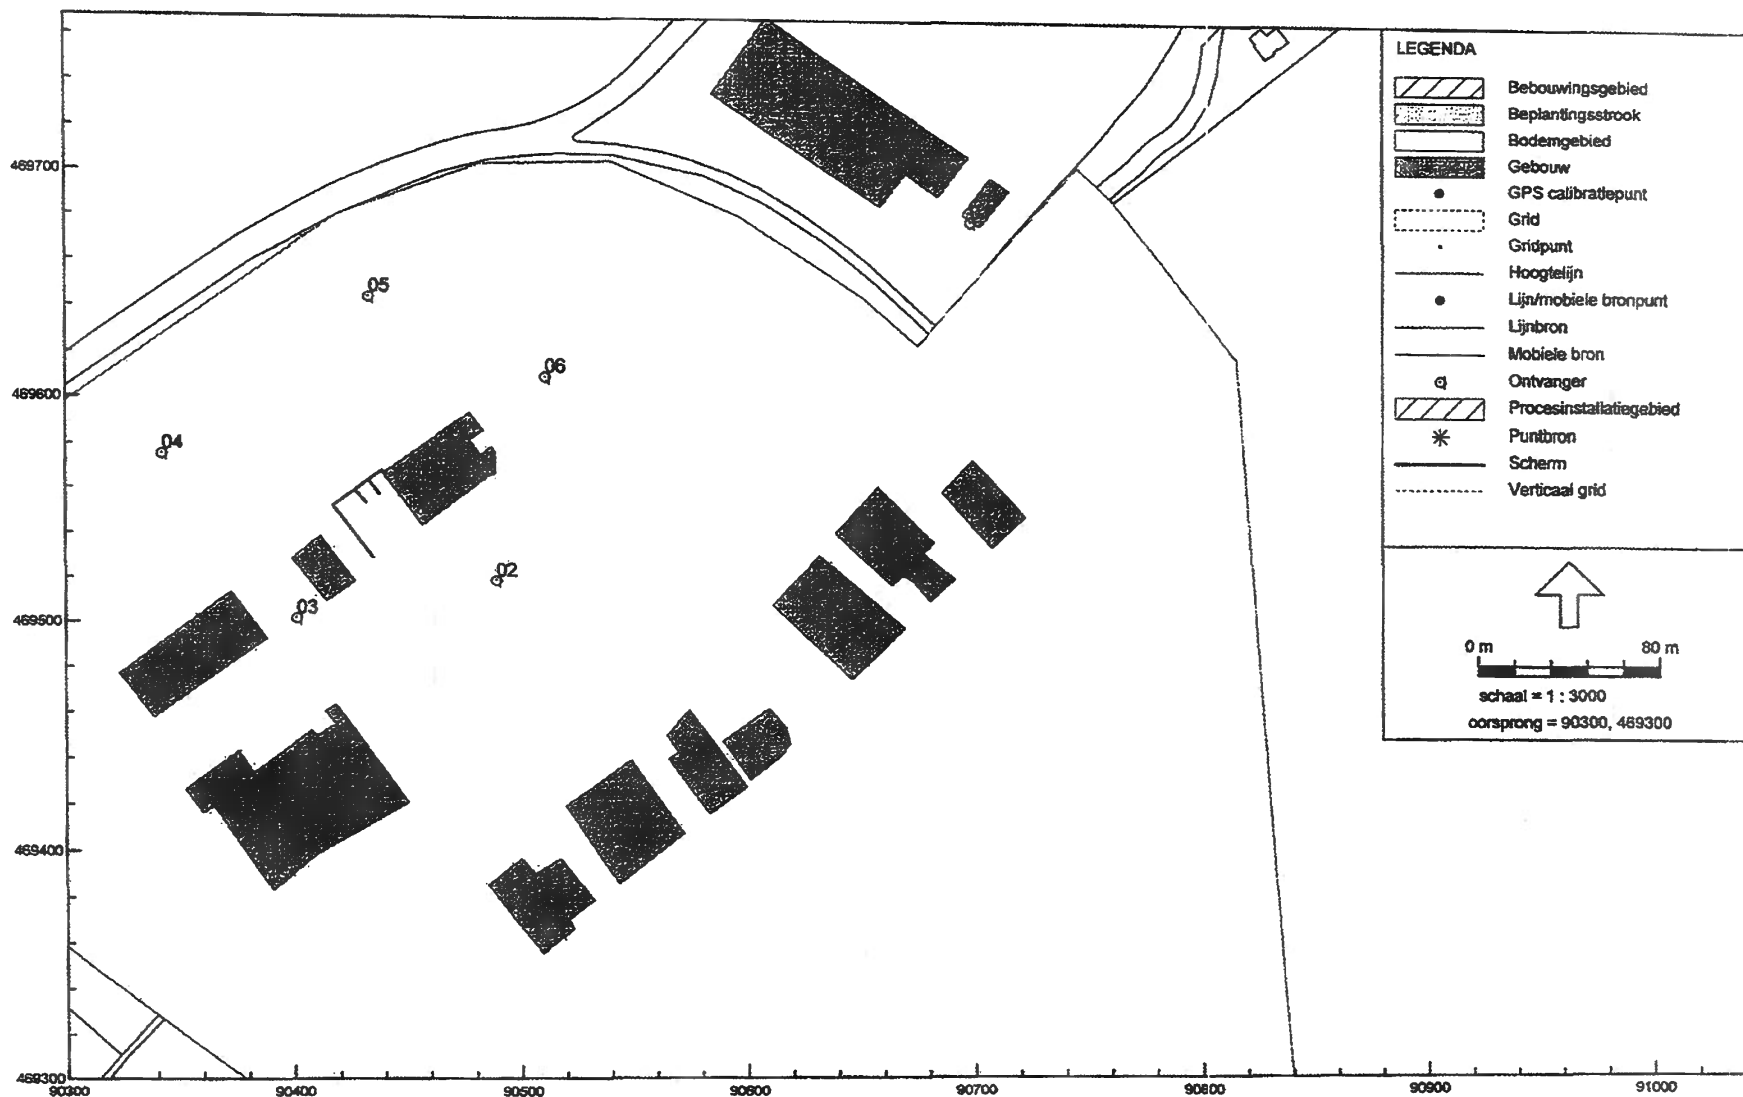 LEGENDA
Bebouwingsgebied
Beplantingsstrook
Bodemgebied
Gebouw
GPS calibratiepunt
Grid
Gridpunt
Hoogtelijn
Lijn/mobiele bronpunt
Lijnbron
Mobiele bron
Ontvanger
Procesinstallatiegebied
Puntbron
Scherm
Verticaal grid
0 m 80 m
schaal = 1 : 3000
oorsprong = 90300, 469300
469700
05
06
469600
04
02
03
469500
469400
469300
90300 90400 90500 90600 90700 90800 90900 91000